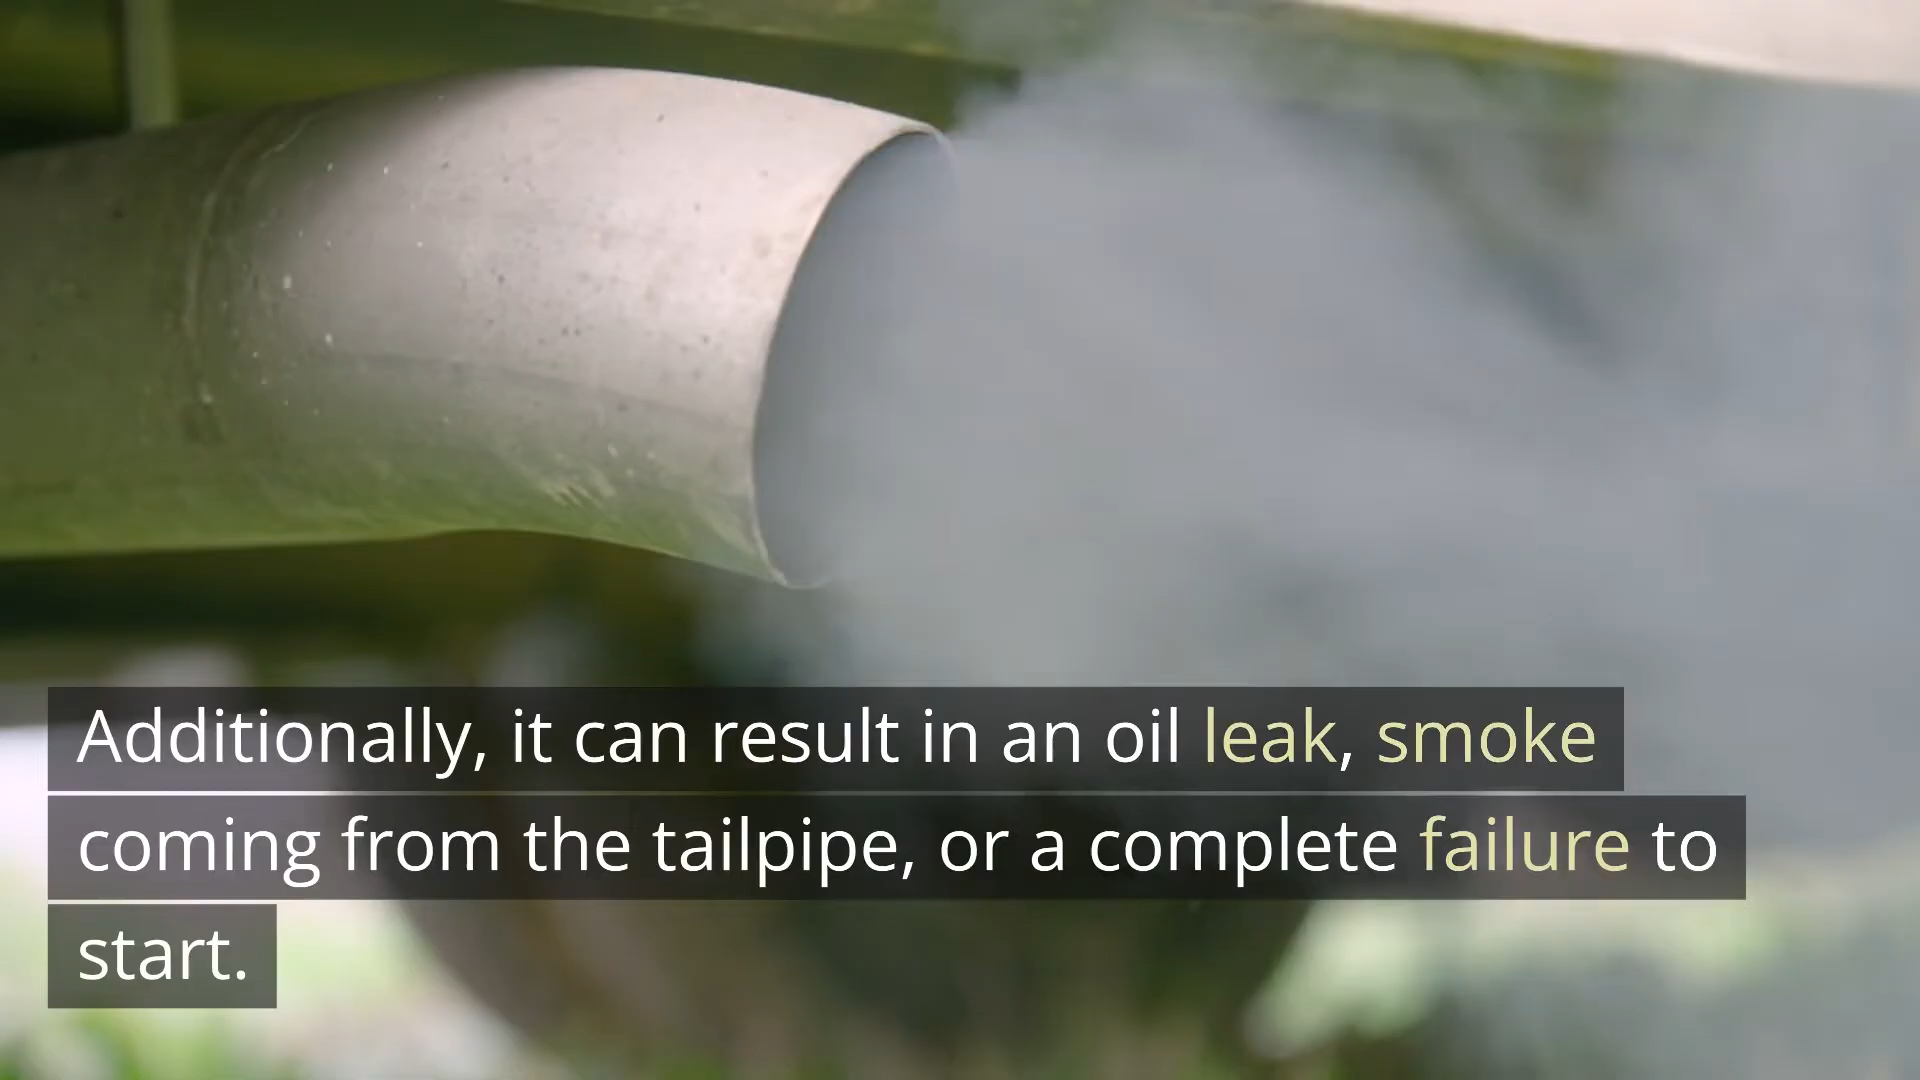 Additionally, it can result in an oil leak, smoke
coming from the tailpipe, or a complete failure to
start.